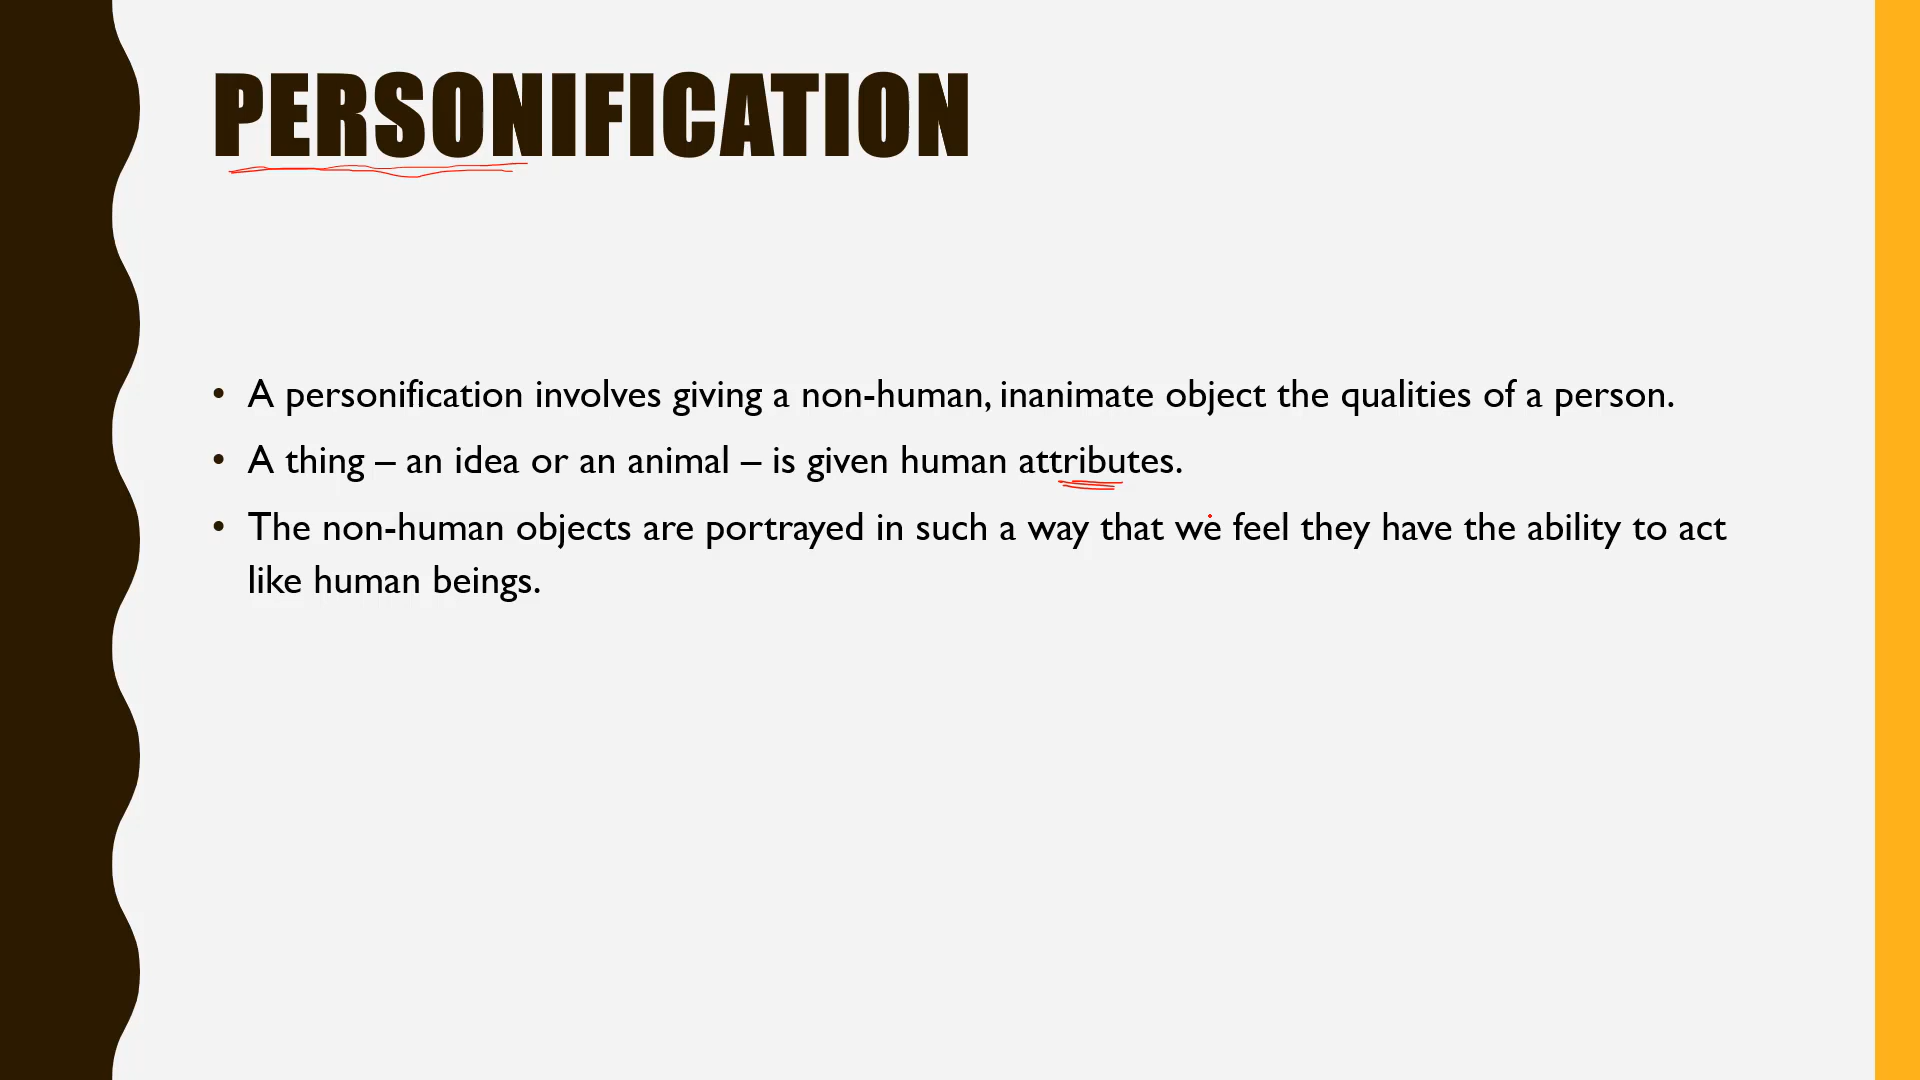 PERSONIFICATION
• A personification involves giving a non-human, inanimate object the qualities of a person.
• A thing – an idea or an animal – is given human attributes.
• The non-human objects are portrayed in such a way that we feel they have the ability to act
like human beings.